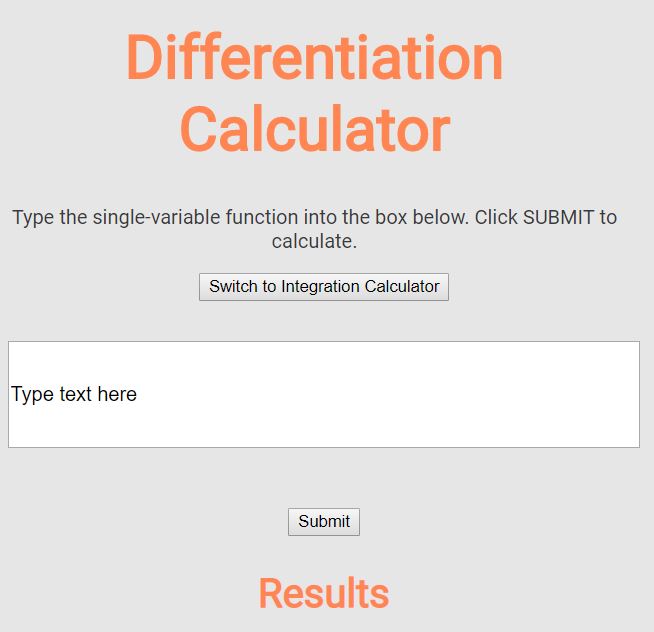 Differentiation
Calculator
Type the single-variable function into the box below. Click SUBMIT to
calculate.
Switch to Integration Calculator
Type text here
Submit
Results